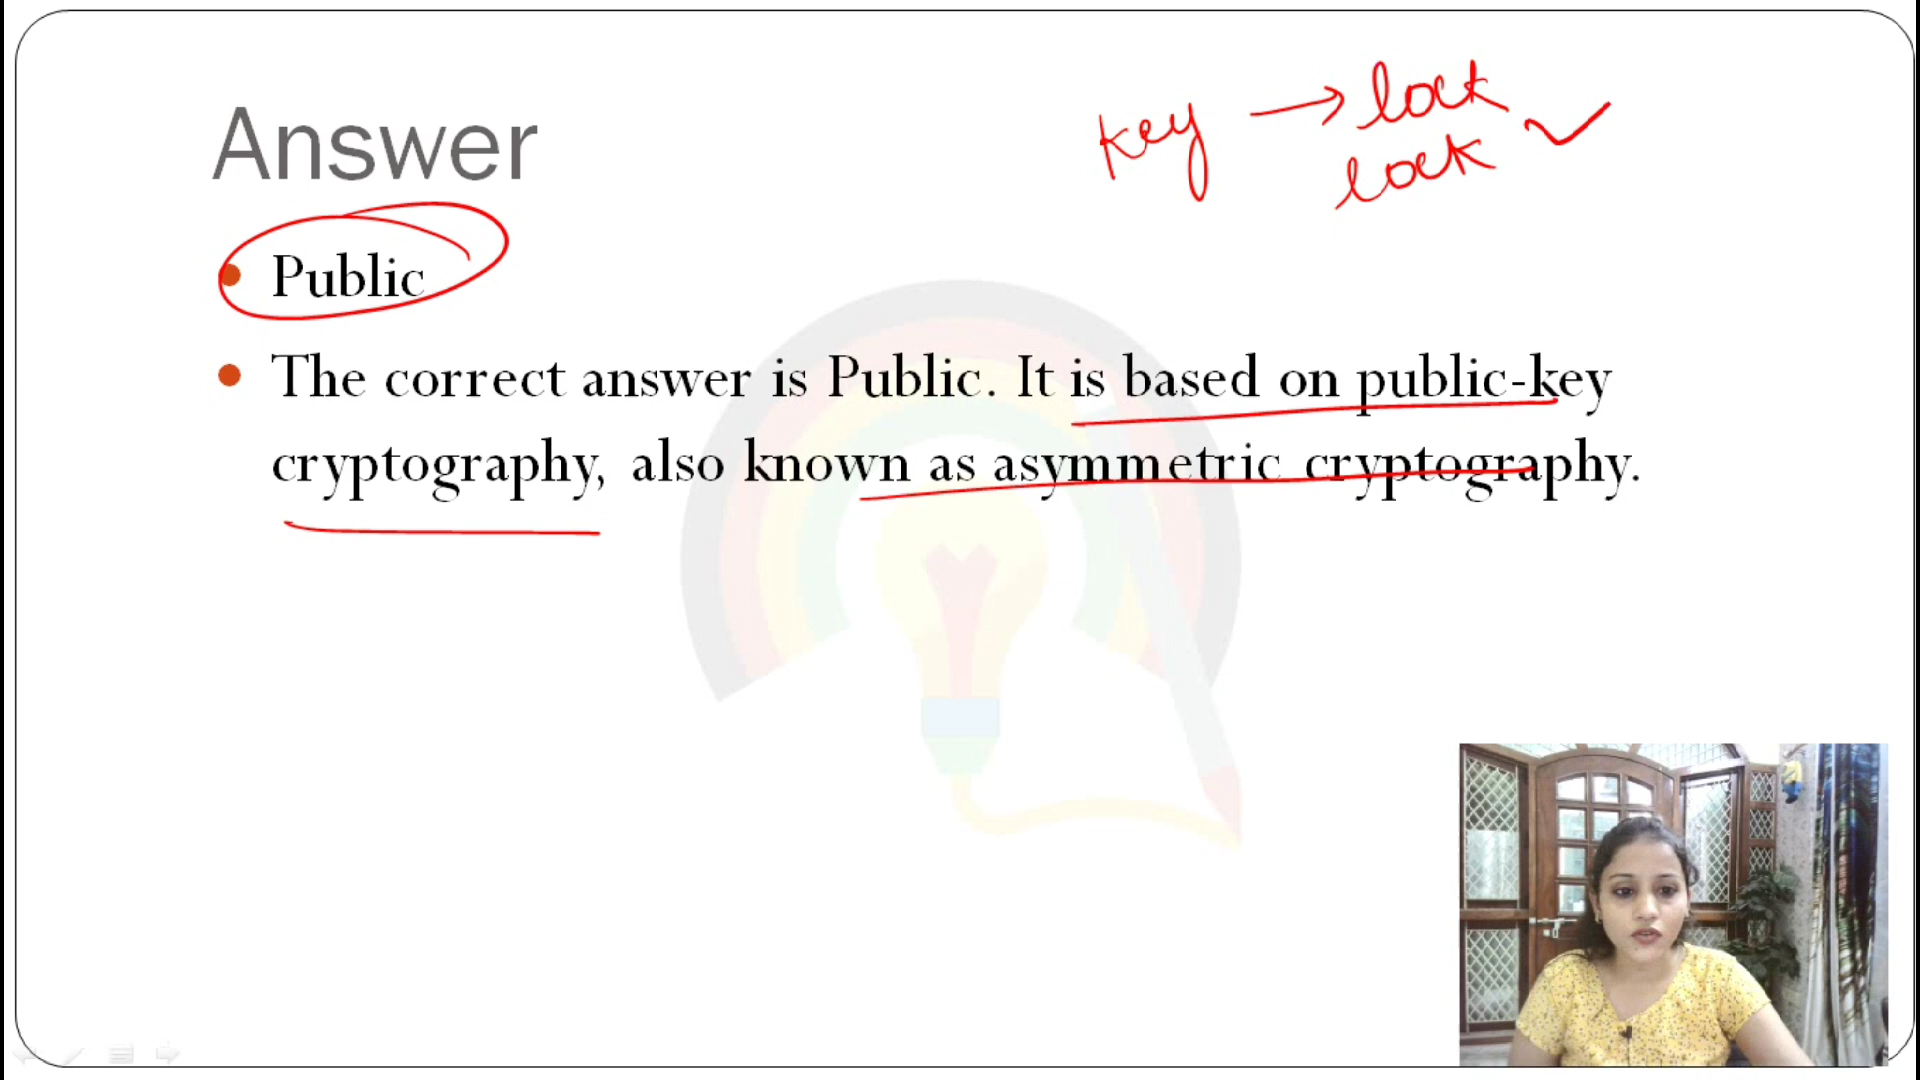 Answer
key → lock
lock ✓
Public
The correct answer is Public. It is based on public-key
cryptography, also known as asymmetric cryptography.